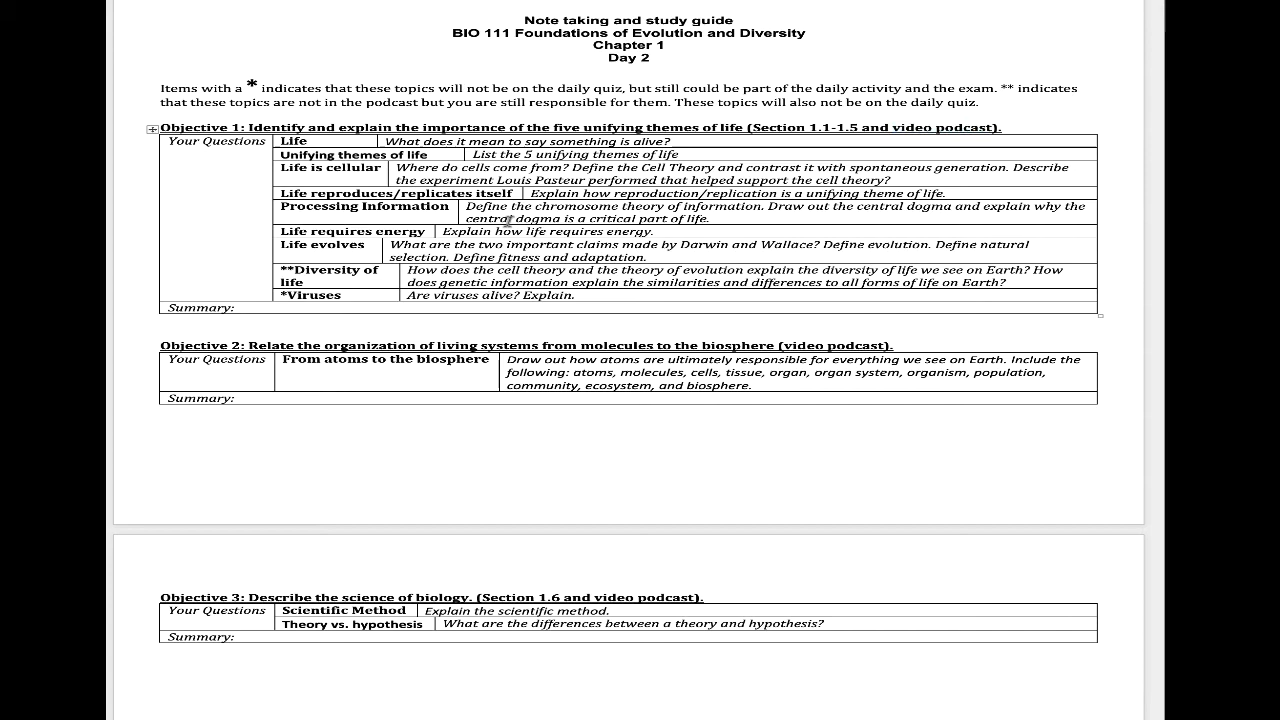 Note taking and study guide
BIO 111 Foundations of Evolution and Diversity
Chapter 1
Day 2
Items with a * indicates that these topics will not be on the daily quiz, but still could be part of the daily activity and the exam. ** indicates
that these topics are not in the podcast but you are still responsible for them. These topics will also not be on the daily quiz.
Objective 1: Identify and explain the importance of the five unifying themes of life (Section 1.1-1.5 and video podcast).
Your Questions Life What does it mean to say something is alive?
Unifying themes of life List the 5 unifying themes of life
Life is cellular Where do cells come from? Define the Cell Theory and contrast it with spontaneous generation. Describe
the experiment Louis Pasteur performed that helped support the cell theory?
Life reproduces/replicates itself Explain how reproduction/replication is a unifying theme of life.
Processing Information Define the chromosome theory of information. Draw out the central dogma and explain why the
central dogma is a critical part of life.
Life requires energy Explain how life requires energy.
Life evolves What are the two important claims made by Darwin and Wallace? Define evolution. Define natural
selection. Define fitness and adaptation.
**Diversity of How does the cell theory and the theory of evolution explain the diversity of life we see on Earth? How
life does genetic information explain the similarities and differences to all forms of life on Earth?
*Viruses Are viruses alive? Explain.
Summary:
Objective 2: Relate the organization of living systems from molecules to the biosphere (video podcast).
Your Questions From atoms to the biosphere Draw out how atoms are ultimately responsible for everything we see on Earth. Include the
following: atoms, molecules, cells, tissue, organ, organ system, organism, population,
community, ecosystem, and biosphere.
Summary:
Objective 3: Describe the science of biology. (Section 1.6 and video podcast).
Your Questions Scientific Method Explain the scientific method.
Theory vs. hypothesis What are the differences between a theory and hypothesis?
Summary: